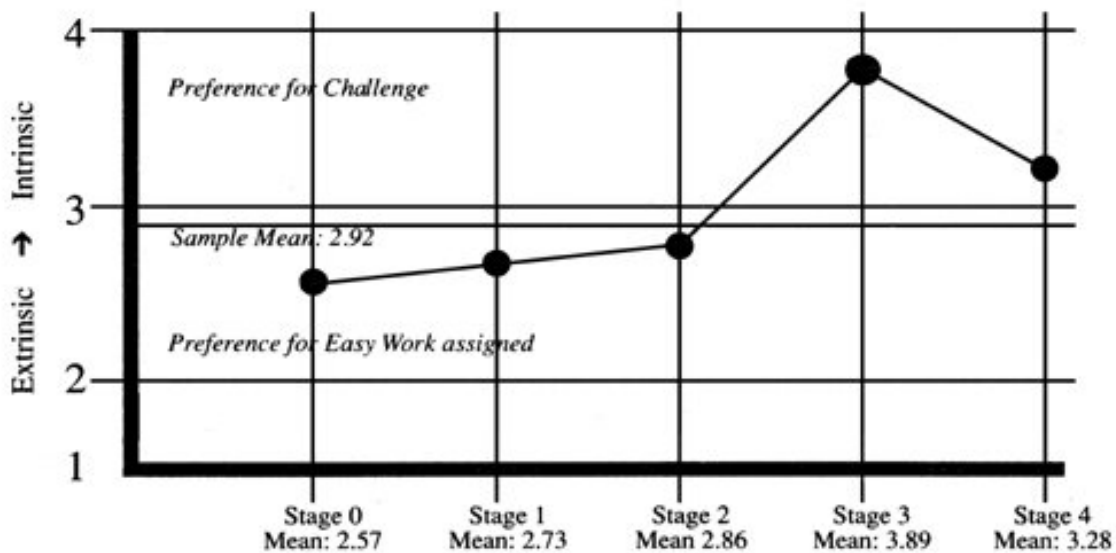 4
Preference for Challenge
3
Sample Mean: 2.92
Extrinsic → Intrinsic
Preference for Easy Work assigned
2
1
Stage 0
Mean: 2.57
Stage 1
Mean: 2.73
Stage 2
Mean: 2.86
Stage 3
Mean: 3.89
Stage 4
Mean: 3.28